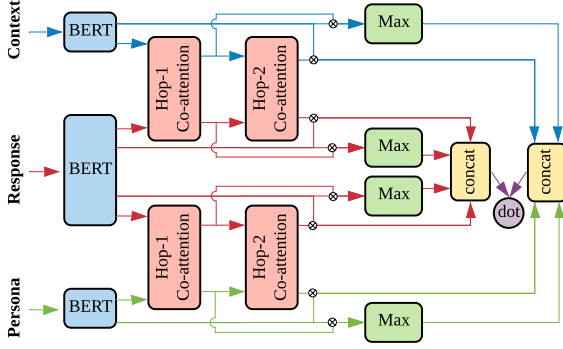 Context
BERT
Max
Hop-1
Co-attention
Hop-2
Co-attention
Response
BERT
Max
Max
concat
concat
dot
Hop-1
Co-attention
Hop-2
Co-attention
Persona
BERT
Max